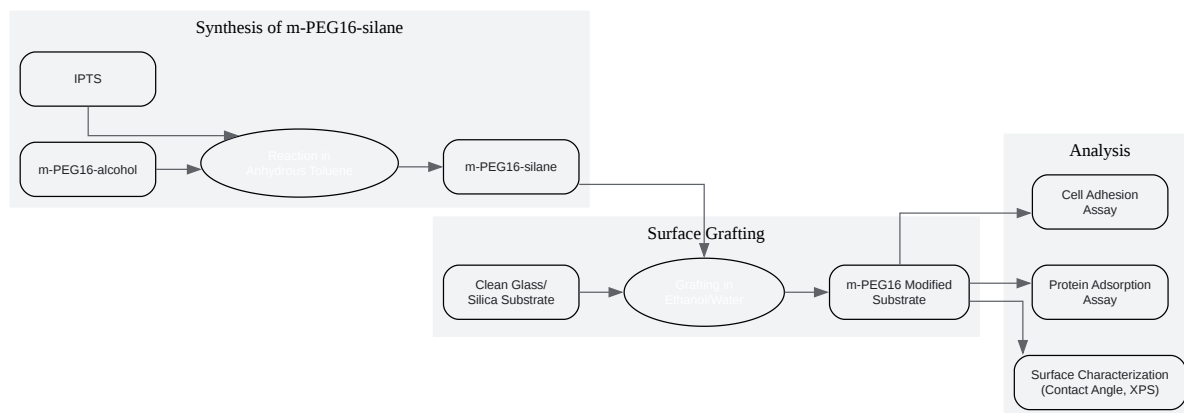 Synthesis of m-PEG16-silane
IPTS
m-PEG16-alcohol
Reaction in
Anhydrous Toluene
m-PEG16-silane
Surface Grafting
Clean Glass/
Silica Substrate
Grafting in
Ethanol/Water
m-PEG16 Modified
Substrate
Analysis
Cell Adhesion
Assay
Protein Adsorption
Assay
Surface Characterization
(Contact Angle, XPS)